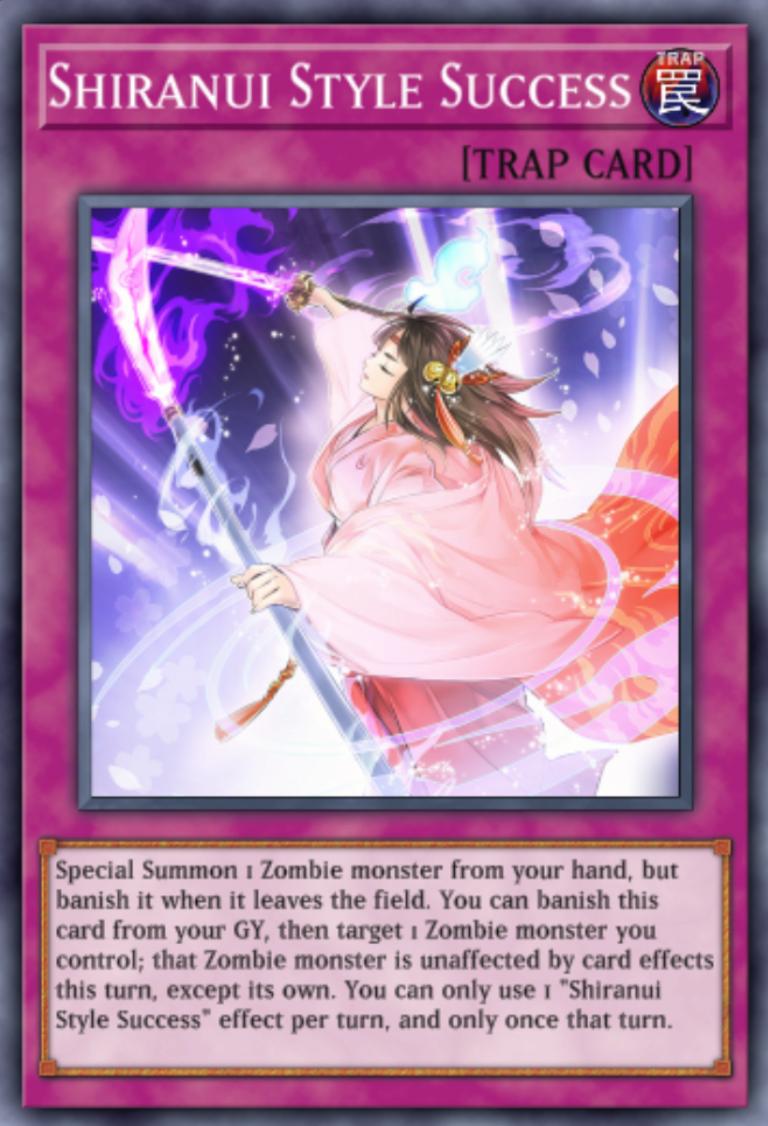 SHIRANUI STYLE SUCCESS
TRAP
罠
[TRAP CARD]
Special Summon 1 Zombie monster from your hand, but
banish it when it leaves the field. You can banish this
card from your GY, then target 1 Zombie monster you
control; that Zombie monster is unaffected by card effects
this turn, except its own. You can only use 1 "Shiranui
Style Success" effect per turn, and only once that turn.